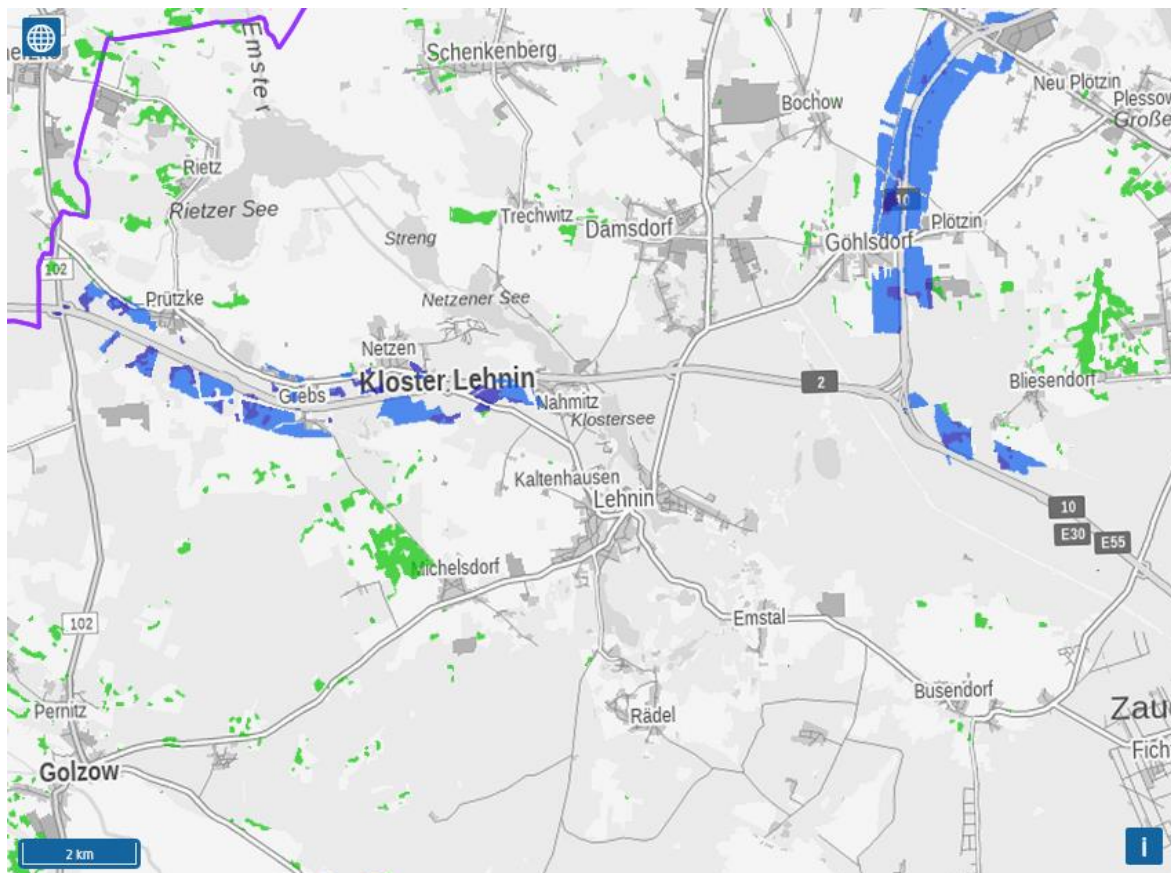 Emster
Schenkenberg
Neu Plötzin
Bochow
Plessow
Große
Rietz
10
Rietzer See
Trechwitz
Damsdorf
Plötzin
Streng
Göhlsdorf
102
Netzener See
Prützke
Netzen
Kloster Lehnin
2
Bliesendorf
Grebs
Nahmitz
Klostersee
Kaltenhausen
Lehnin
10
E30
E55
Michelsdorf
102
Emstal
Busendorf
Pernitz
Rädel
Zau
Fich
Golzow
2 km
i